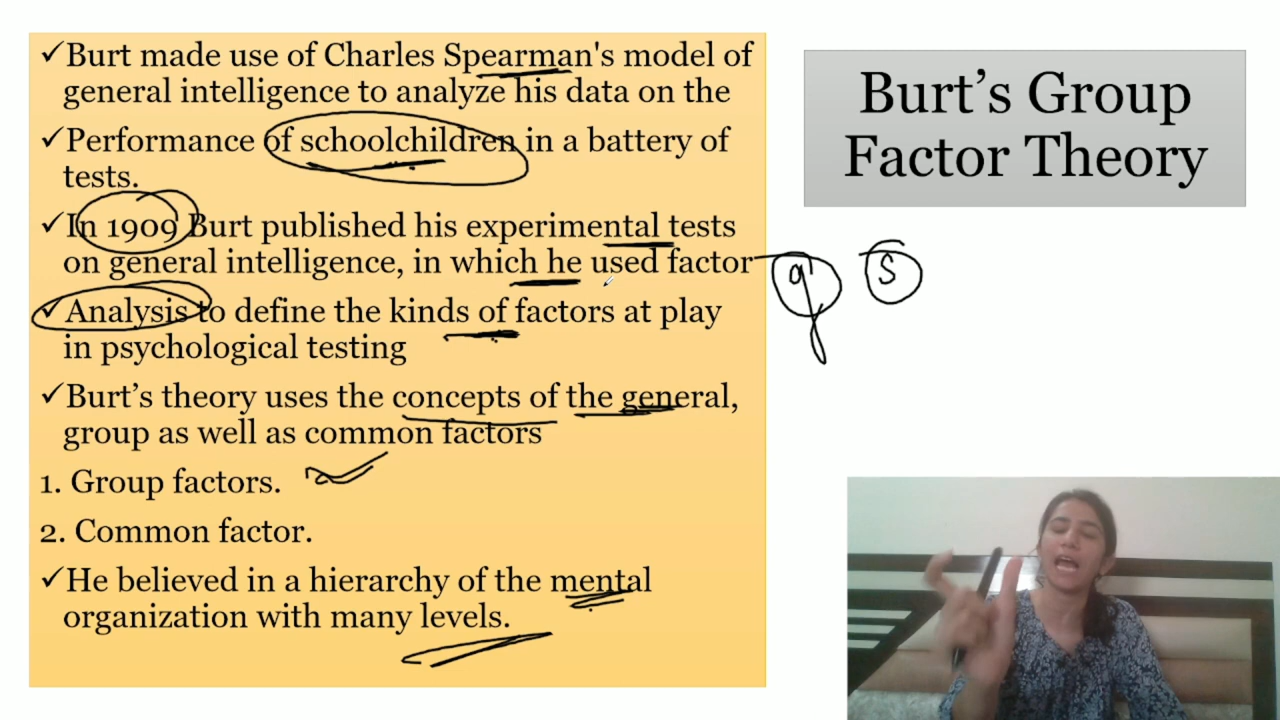 ✓Burt made use of Charles Spearman's model of
general intelligence to analyze his data on the
✓Performance of schoolchildren in a battery of
tests.
✓In 1909 Burt published his experimental tests
on general intelligence, in which he used factor
✓Analysis to define the kinds of factors at play
in psychological testing
✓Burt's theory uses the concepts of the general,
group as well as common factors
1. Group factors.
2. Common factor.
✓He believed in a hierarchy of the mental
organization with many levels.
Burt's Group
Factor Theory
g s